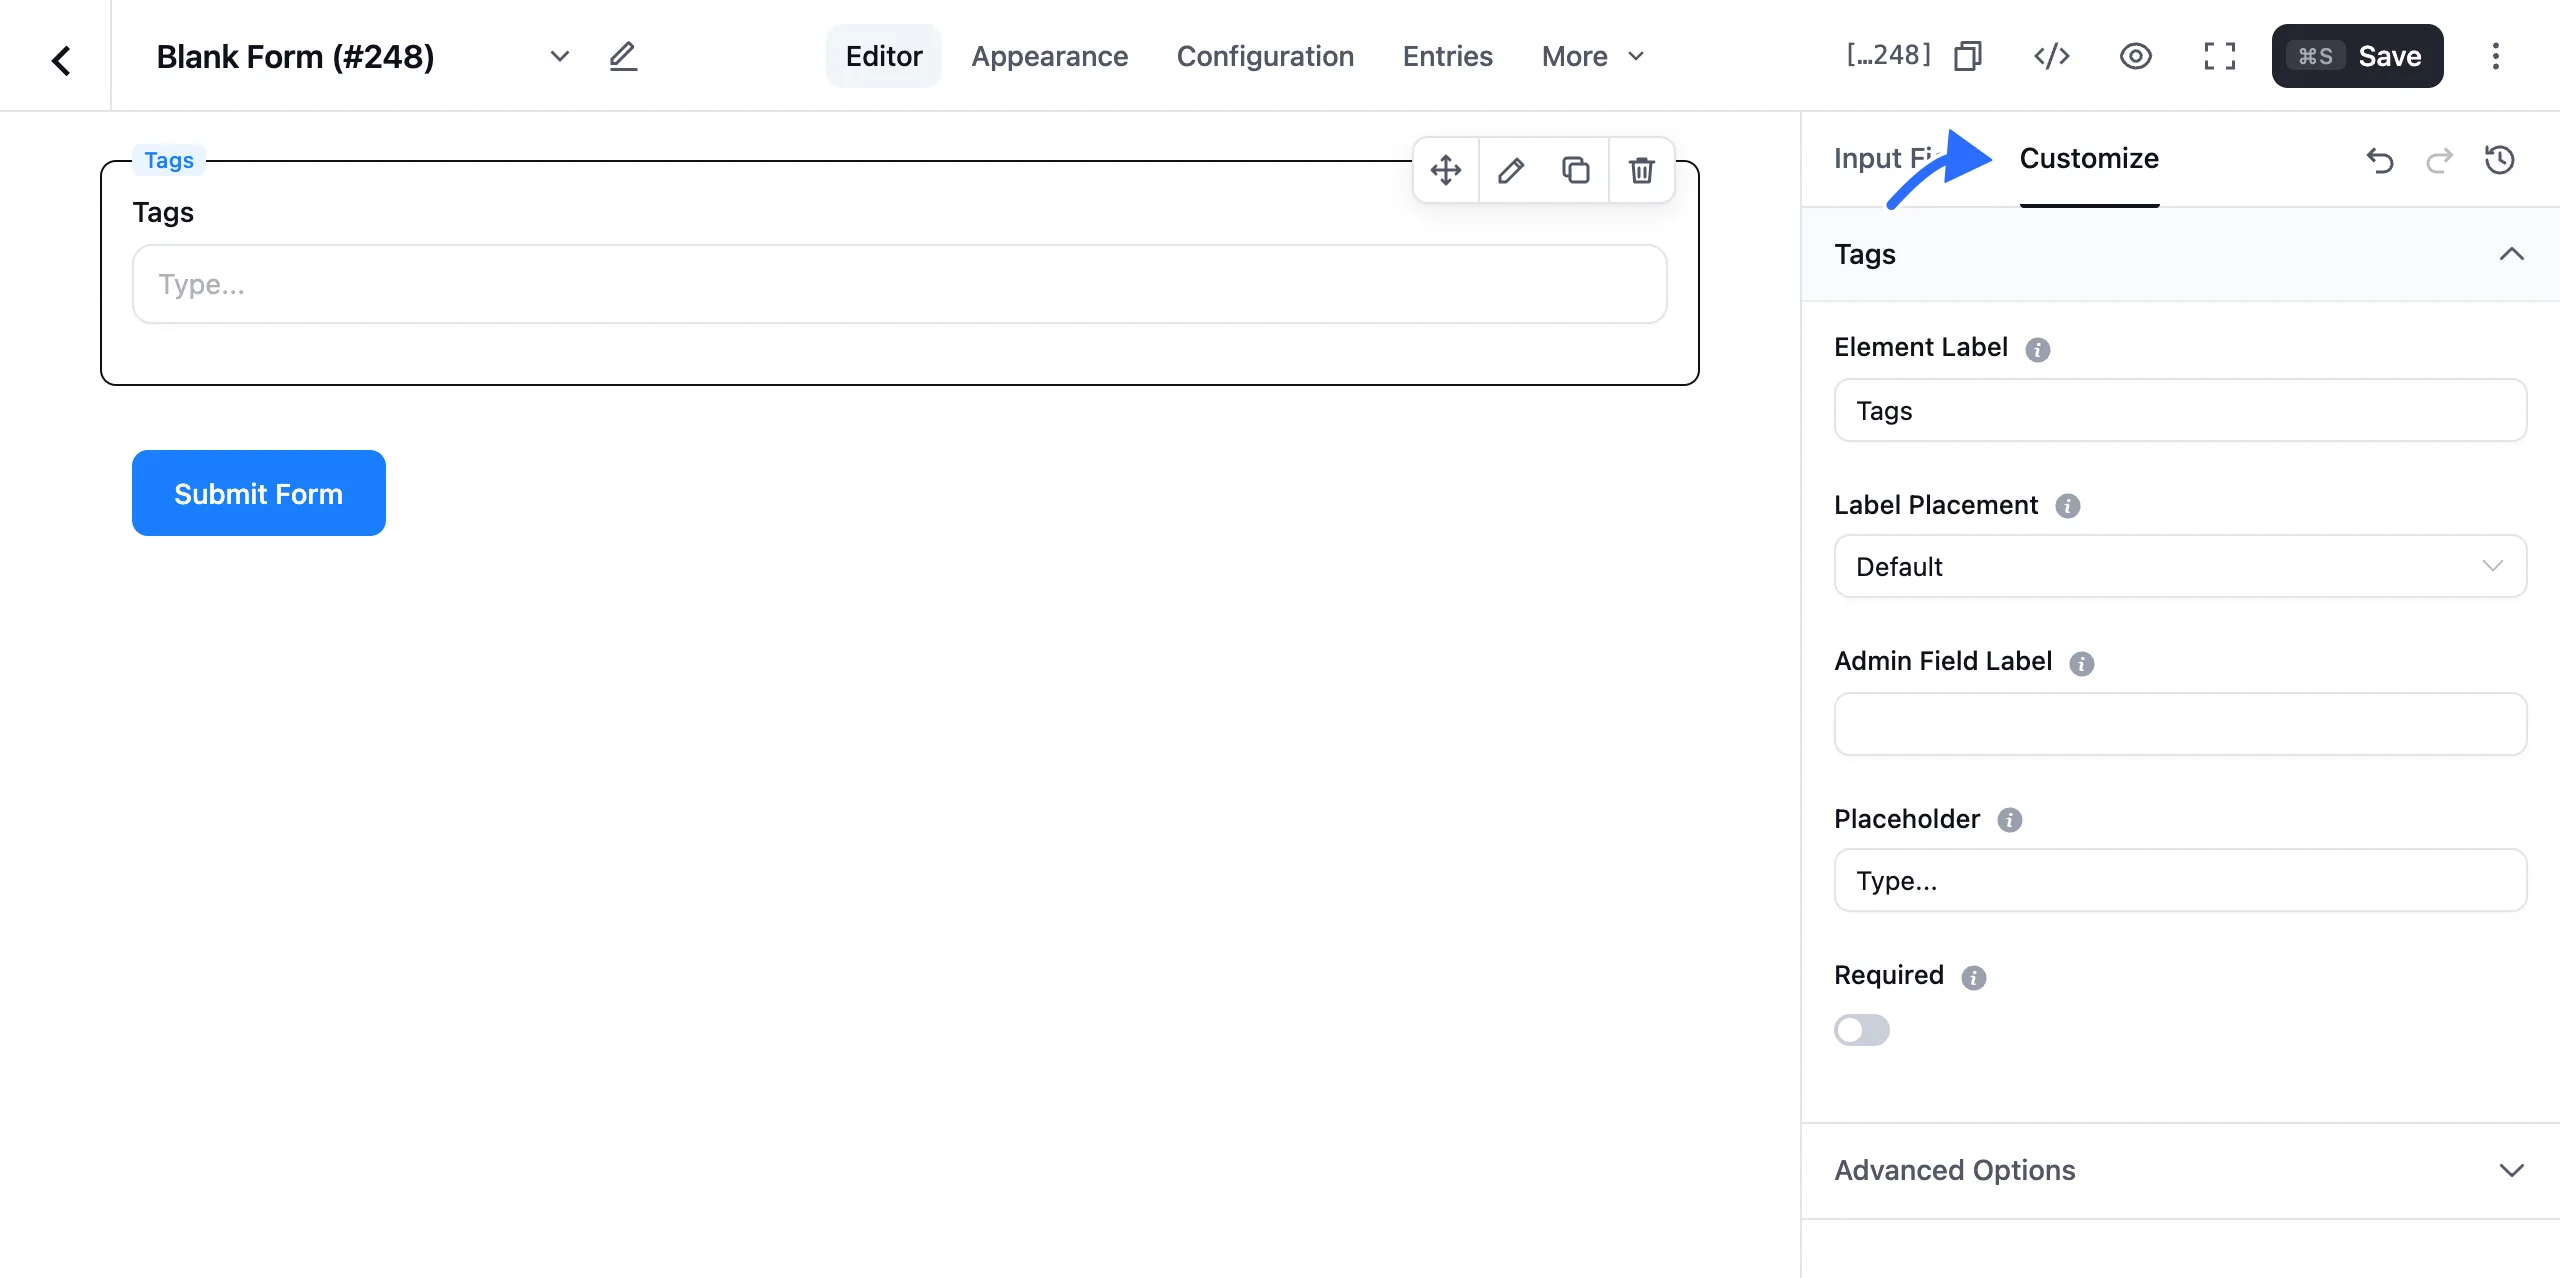 Blank Form (#248)
Editor Appearance Configuration Entries More
[...248]
⌘S Save
Tags
Tags
Type...
Submit Form
Input Fi Customize
Tags
Element Label
Tags
Label Placement
Default
Admin Field Label
Placeholder
Type...
Required
Advanced Options